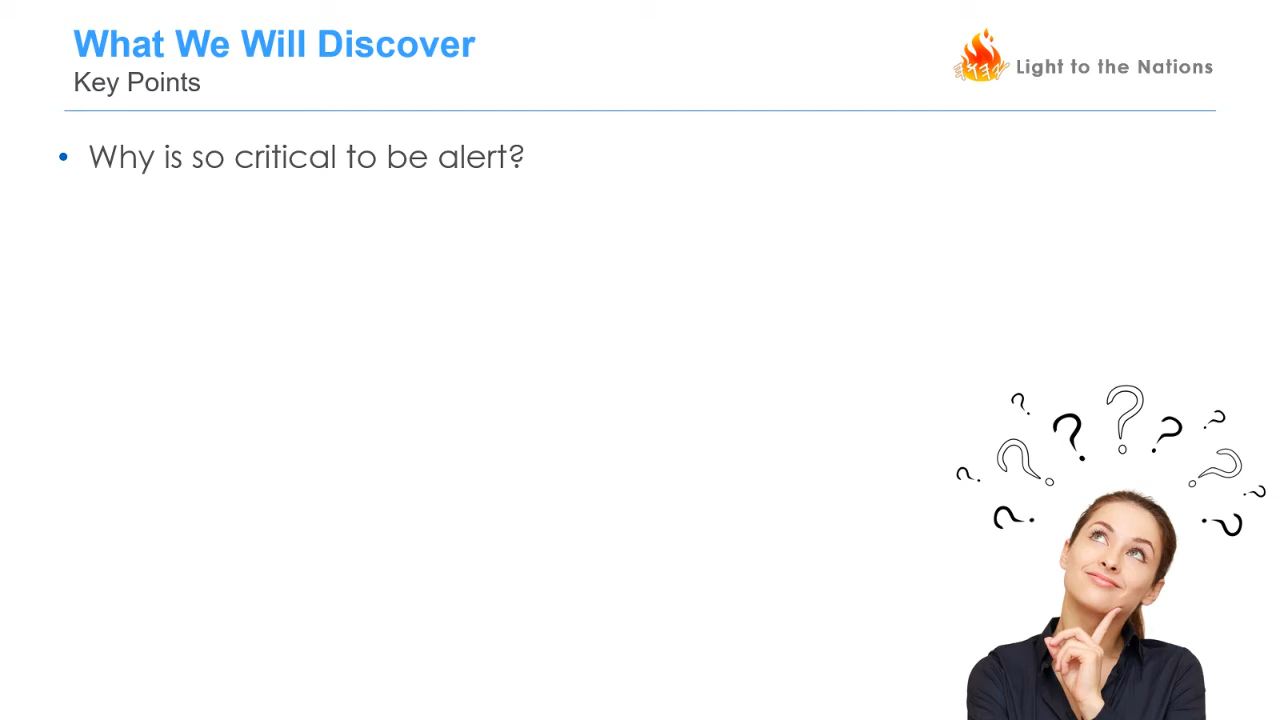 What We Will Discover
Key Points
Light to the Nations
• Why is so critical to be alert?
? ? ? ? ? ? ? ? ? ? ?